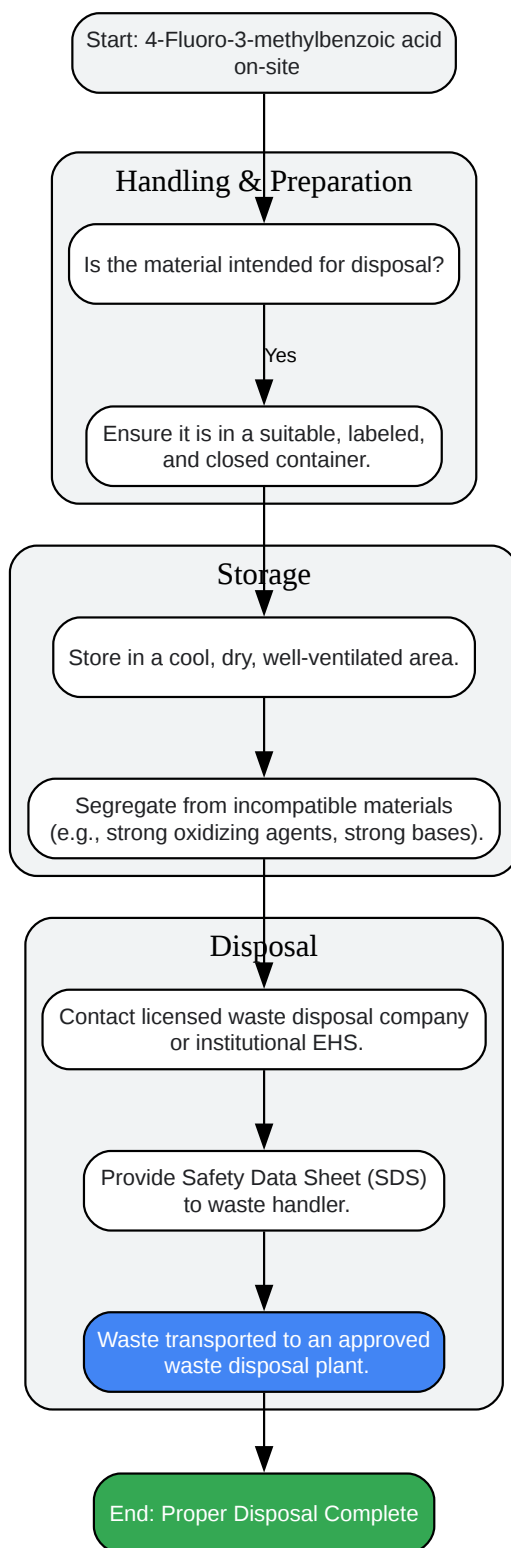 Start: 4-Fluoro-3-methylbenzoic acid
on-site
Handling & Preparation
Is the material intended for disposal?
Yes
Ensure it is in a suitable, labeled,
and closed container.
Storage
Store in a cool, dry, well-ventilated area.
Segregate from incompatible materials
(e.g., strong oxidizing agents, strong bases).
Disposal
Contact licensed waste disposal company
or institutional EHS.
Provide Safety Data Sheet (SDS)
to waste handler.
Waste transported to an approved
waste disposal plant.
End: Proper Disposal Complete